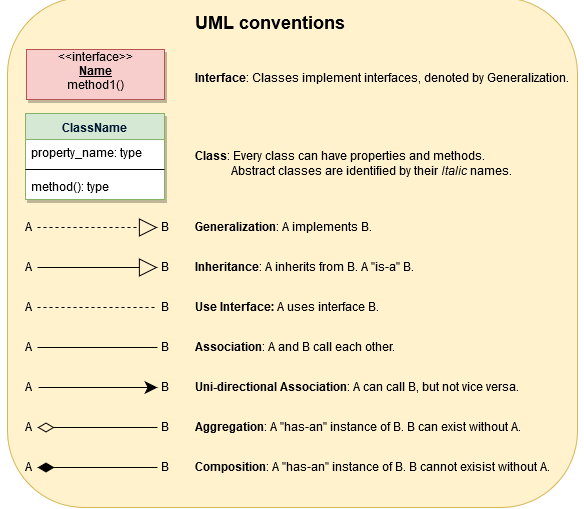 UML conventions
<<interface>>
Name
method1()
Interface: Classes implement interfaces, denoted by Generalization.
ClassName
property_name: type
method(): type
Class: Every class can have properties and methods.
Abstract classes are identified by their Italic names.
A B Generalization: A implements B.
A B Inheritance: A inherits from B. A "is-a" B.
A B Use Interface: A uses interface B.
A B Association: A and B call each other.
A B Uni-directional Association: A can call B, but not vice versa.
A B Aggregation: A "has-an" instance of B. B can exist without A.
A B Composition: A "has-an" instance of B. B cannot exisist without A.